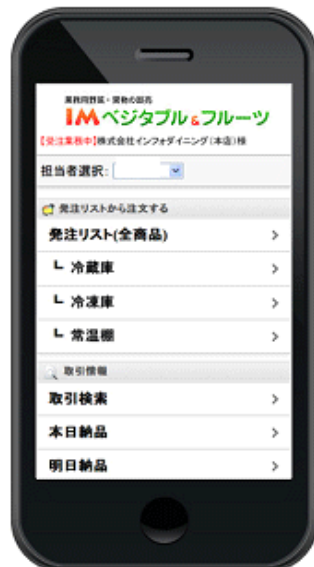 業務用野菜・果物の販売
IMベジタブル&フルーツ
【受注業務中】株式会社インフォダイニング(本店)様
担当者選択:
発注リストから注文する
発注リスト(全商品)
┗ 冷蔵庫
┗ 冷凍庫
┗ 常温棚
取引情報
取引検索
本日納品
明日納品